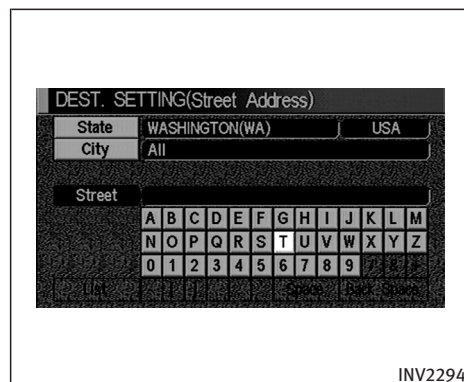 DEST. SETTING(Street Address)
State WASHINGTON(WA) USA
City All
Street
A B C D E F G H I J K L M
N O P Q R S T U V W X Y Z
0 1 2 3 4 5 6 7 8 9 / &
List Space Back Space
INV2294